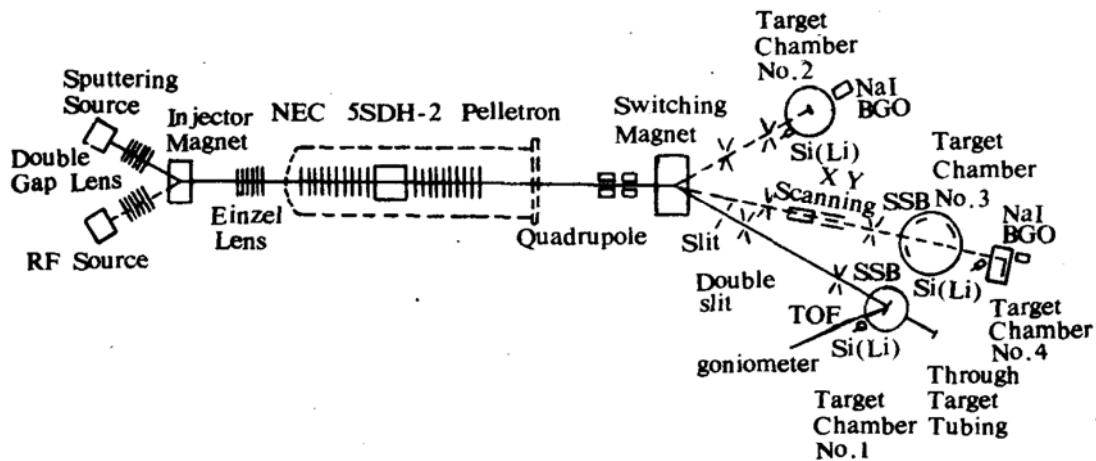 Sputtering
Source
Double
Gap Lens
RF Source
Injector
Magnet
NEC 5SDH-2 Pelletron
Einzel
Lens
Quadrupole
Switching
Magnet
Target
Chamber
No.2
NaI
BGO
Si(Li)
X Y
Scanning
SSB
Target
Chamber
No.3
NaI
BGO
Si(Li)
Target
Chamber
No.4
Slit
Double
slit
SSB
TOF
Si(Li)
goniometer
Target
Chamber
No.1
Through
Target
Tubing